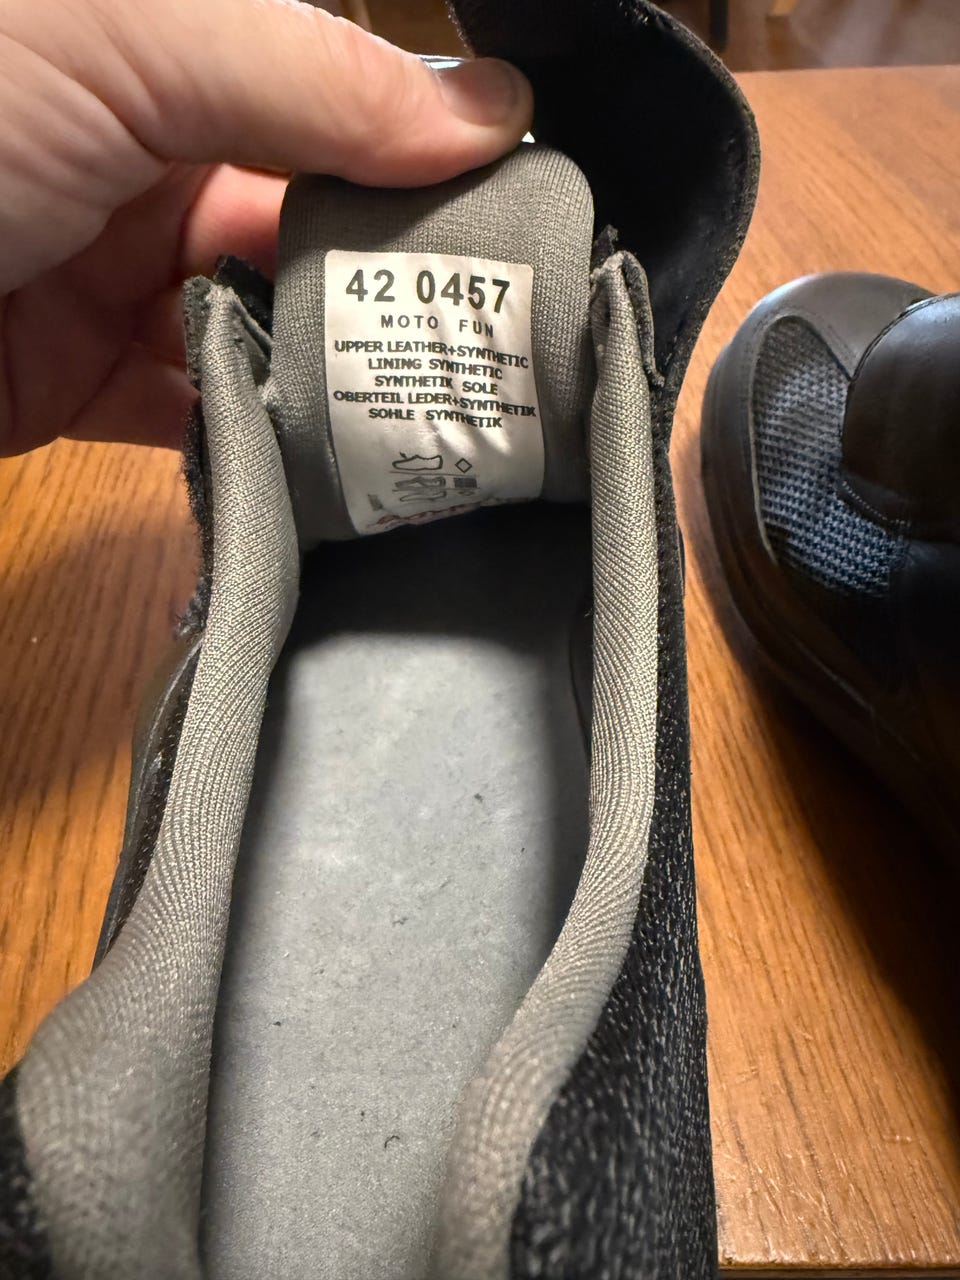 42 0457
MOTO FUN
UPPER LEATHER+SYNTHETIC
LINING SYNTHETIC
SYNTHETIK SOLE
OBERTEIL LEDER+SYNTHETIK
SOHLE SYNTHETIK